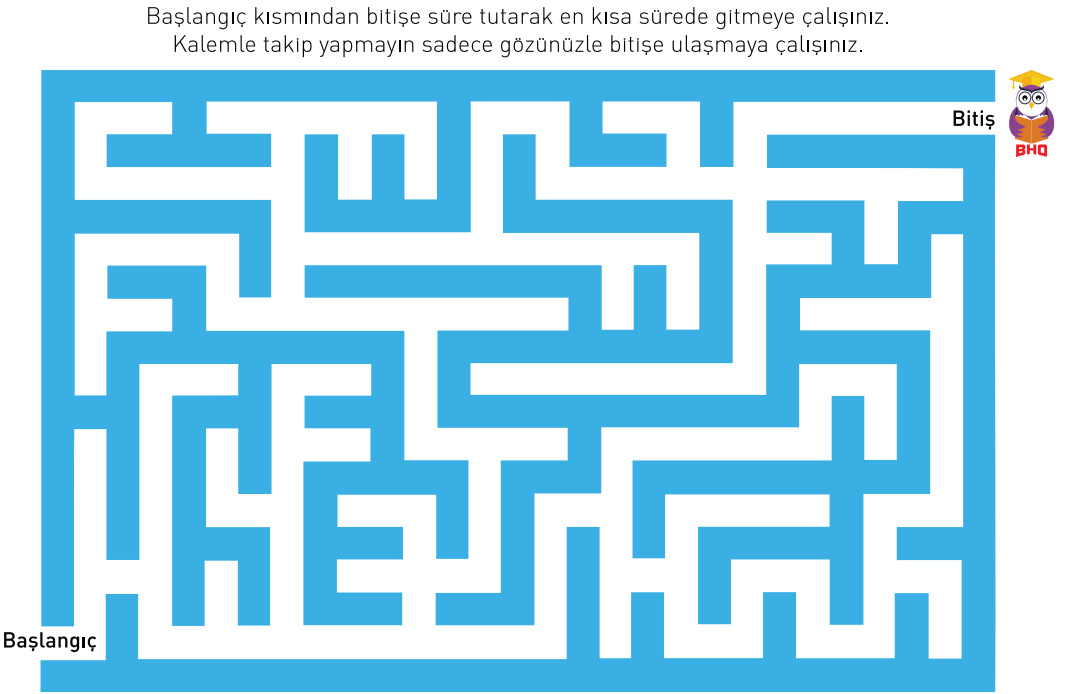 Başlangıç kısmından bitişe süre tutarak en kısa sürede gitmeye çalışınız.
Kalemle takip yapmayın sadece gözünüzle bitişe ulaşmaya çalışınız.
Bitiş
BHQ
Başlangıç